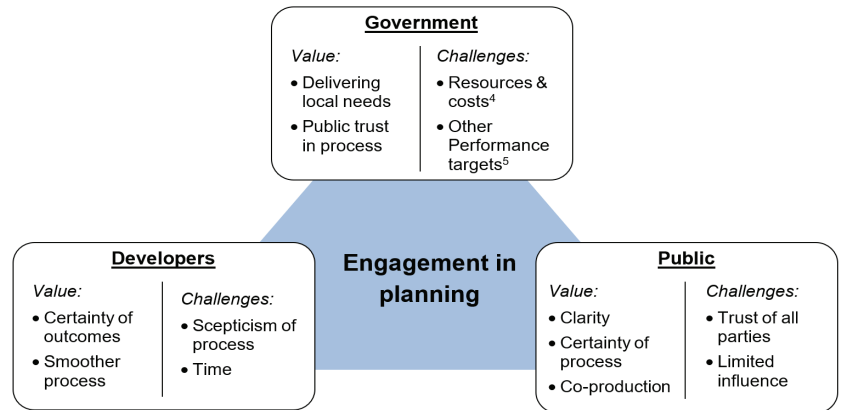 Government
Value:
• Delivering
local needs
• Public trust
in process
Challenges:
• Resources &
costs⁴
• Other
Performance
targets⁵
Engagement in
planning
Developers
Value:
• Certainty of
outcomes
• Smoother
process
Challenges:
• Scepticism of
process
• Time
Public
Value:
• Clarity
• Certainty of
process
• Co-production
Challenges:
• Trust of all
parties
• Limited
influence